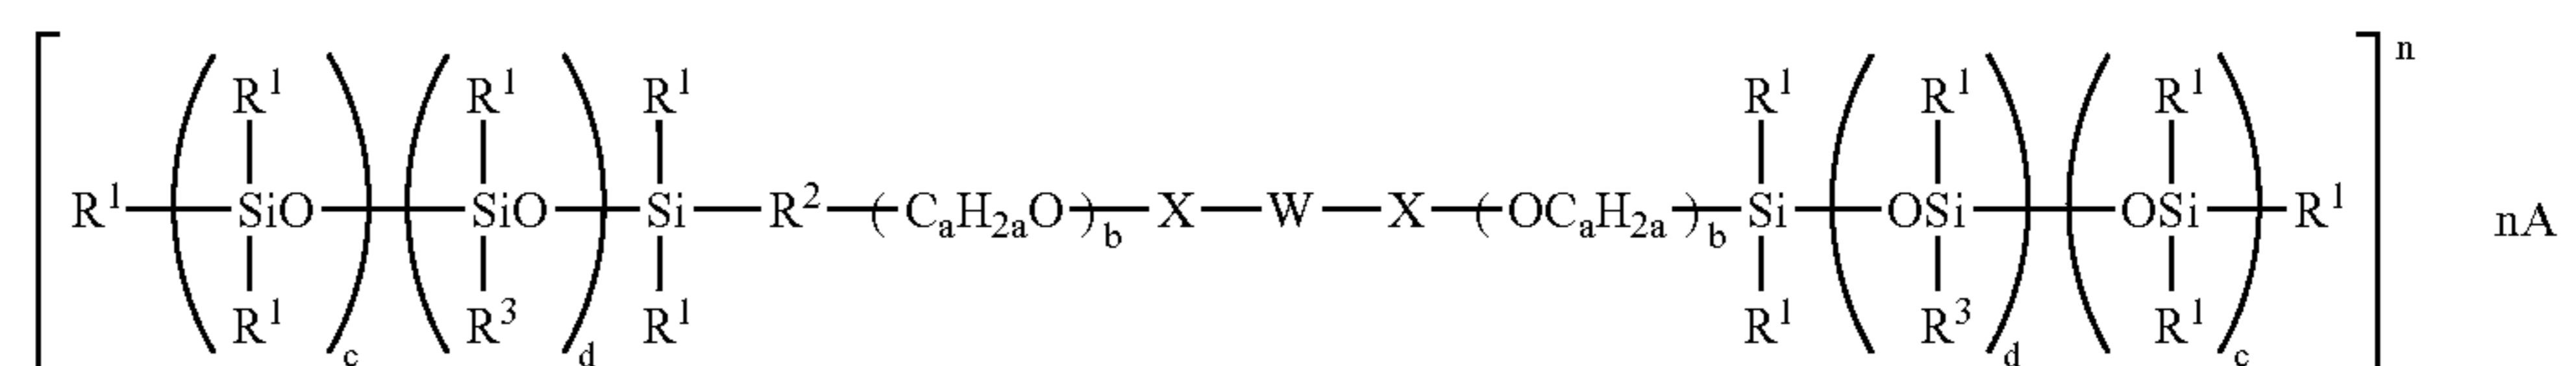 [R¹—(SiO)c—(SiO)d—Si—R²—(CaH2aO)b—X—W—X—(OCaH2a)b—Si—(OSi)d—(OSi)c—R¹]ⁿ nA
R¹ R¹ R¹ R¹ R¹ R¹
R¹ R³ R¹ R¹ R³ R¹